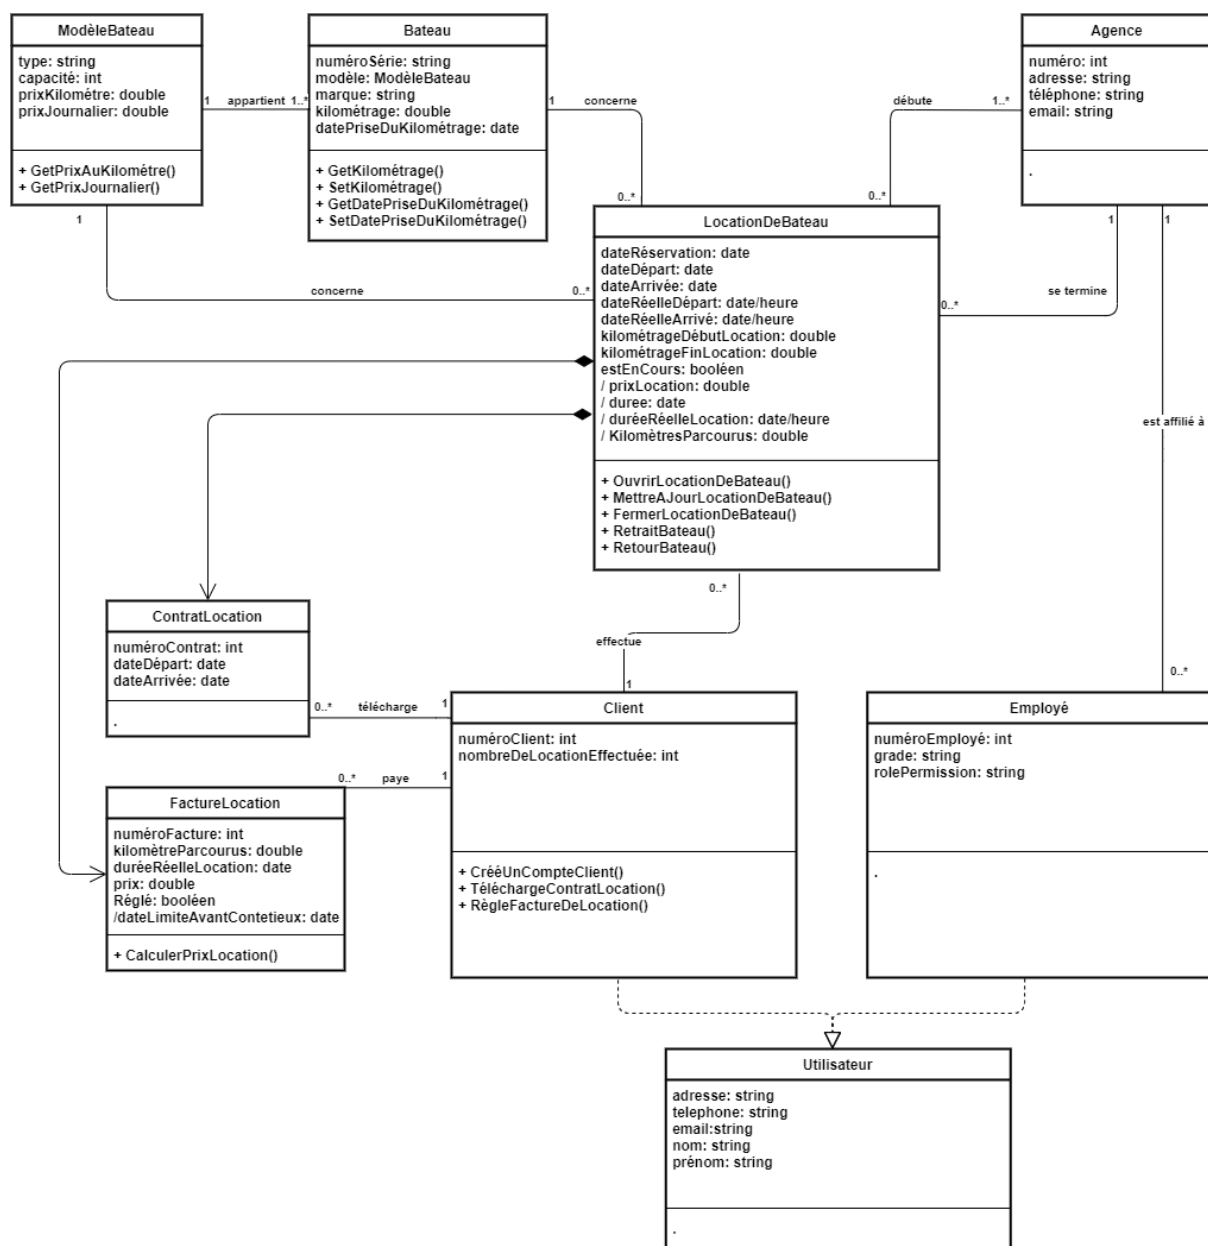 ModèleBateau
type: string
capacité: int
prixKilométre: double
prixJournalier: double
+ GetPrixAuKilométre()
+ GetPrixJournalier()
1
appartient
1..*
Bateau
numéroSérie: string
modèle: ModèleBateau
marque: string
kilométrage: double
datePriseDuKilométrage: date
+ GetKilométrage()
+ SetKilométrage()
+ GetDatePriseDuKilométrage()
+ SetDatePriseDuKilométrage()
1
concerne
0..*
débute
1..*
0..*
Agence
numéro: int
adresse: string
téléphone: string
email: string
.
1
concerne
0..*
LocationDeBateau
dateRéservation: date
dateDépart: date
dateArrivée: date
dateRéelleDépart: date/heure
dateRéelleArrivé: date/heure
kilométrageDébutLocation: double
kilométrageFinLocation: double
estEnCours: booléen
/ prixLocation: double
/ duree: date
/ duréeRéelleLocation: date/heure
/ KilomètresParcourus: double
+ OuvrirLocationDeBateau()
+ MettreAJourLocationDeBateau()
+ FermerLocationDeBateau()
+ RetraitBateau()
+ RetourBateau()
1
se termine
0..*
1
est affilié à
0..*
0..*
effectue
1
ContratLocation
numéroContrat: int
dateDépart: date
dateArrivée: date
.
0..*
télécharge
1
0..*
paye
1
Client
numéroClient: int
nombreDeLocationEffectuée: int
+ CrééUnCompteClient()
+ TéléchargeContratLocation()
+ RègleFactureDeLocation()
Employé
numéroEmployé: int
grade: string
rolePermission: string
.
FactureLocation
numéroFacture: int
kilomètreParcourus: double
duréeRéelleLocation: date
prix: double
Réglé: booléen
/dateLimiteAvantContetieux: date
+ CalculerPrixLocation()
Utilisateur
adresse: string
telephone: string
email:string
nom: string
prénom: string
.